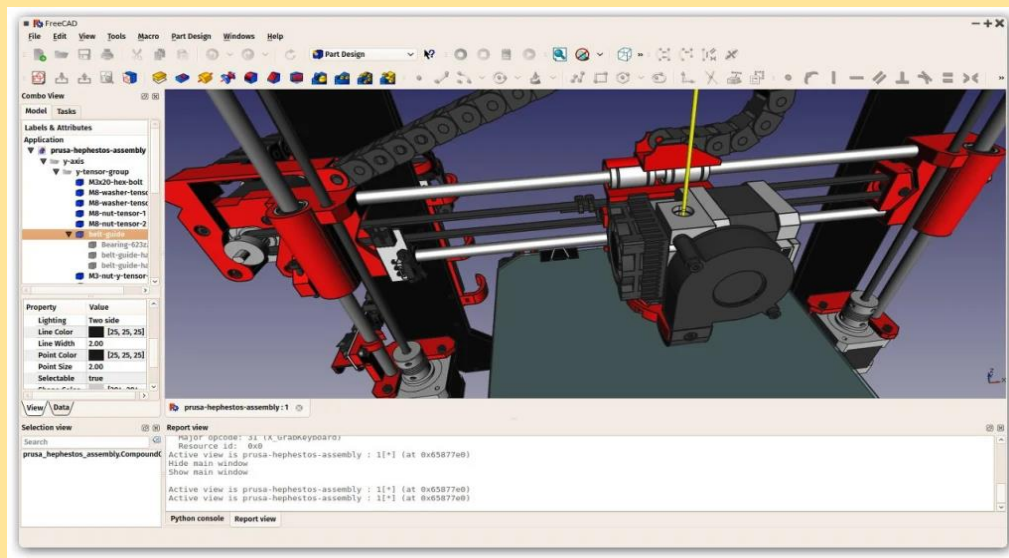 FreeCAD
File Edit View Tools Macro Part Design Windows Help
Part Design
Combo View
Model Tasks
Labels & Attributes
Application
prusa-hephestos-assembly
y-axis
y-tensor-group
M3x20-hex-bolt
M8-washer-tensc
M8-washer-tensc
M8-nut-tensor-1
M8-nut-tensor-2
belt-guide
Bearing-623z
belt-guide-ha
belt-guide-ha
M3-nut-y-tensor-
Property Value
Lighting Two side
Line Color [25, 25, 25]
Line Width 2.00
Point Color [25, 25, 25]
Point Size 2.00
Selectable true
View Data
prusa-hephestos-assembly : 1
Selection view
Search
prusa_hephestos_assembly.CompoundC
Report view
Major opcode: 31 (X_GrabKeyboard)
Resource id: 0x0
Active view is prusa-hephestos-assembly : 1[*] (at 0x65877e0)
Hide main window
Show main window
Active view is prusa-hephestos-assembly : 1[*] (at 0x65877e0)
Active view is prusa-hephestos-assembly : 1[*] (at 0x65877e0)
Python console Report view